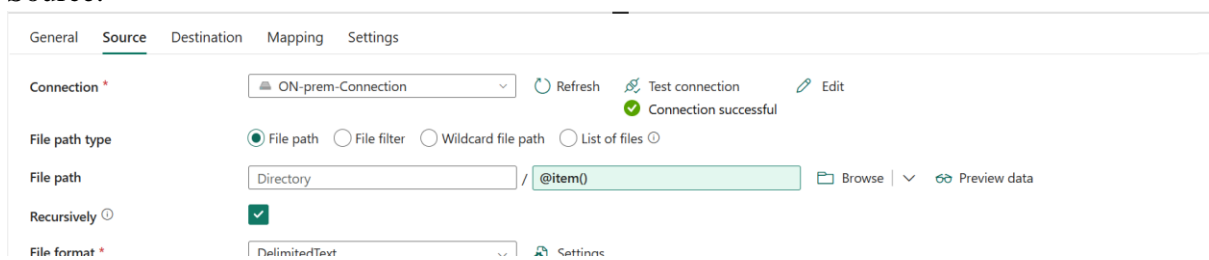 General Source Destination Mapping Settings
Connection * ON-prem-Connection Refresh Test connection Edit
Connection successful
File path type File path File filter Wildcard file path List of files
File path Directory / @item() Browse Preview data
Recursively
File format * DelimitedText Settings